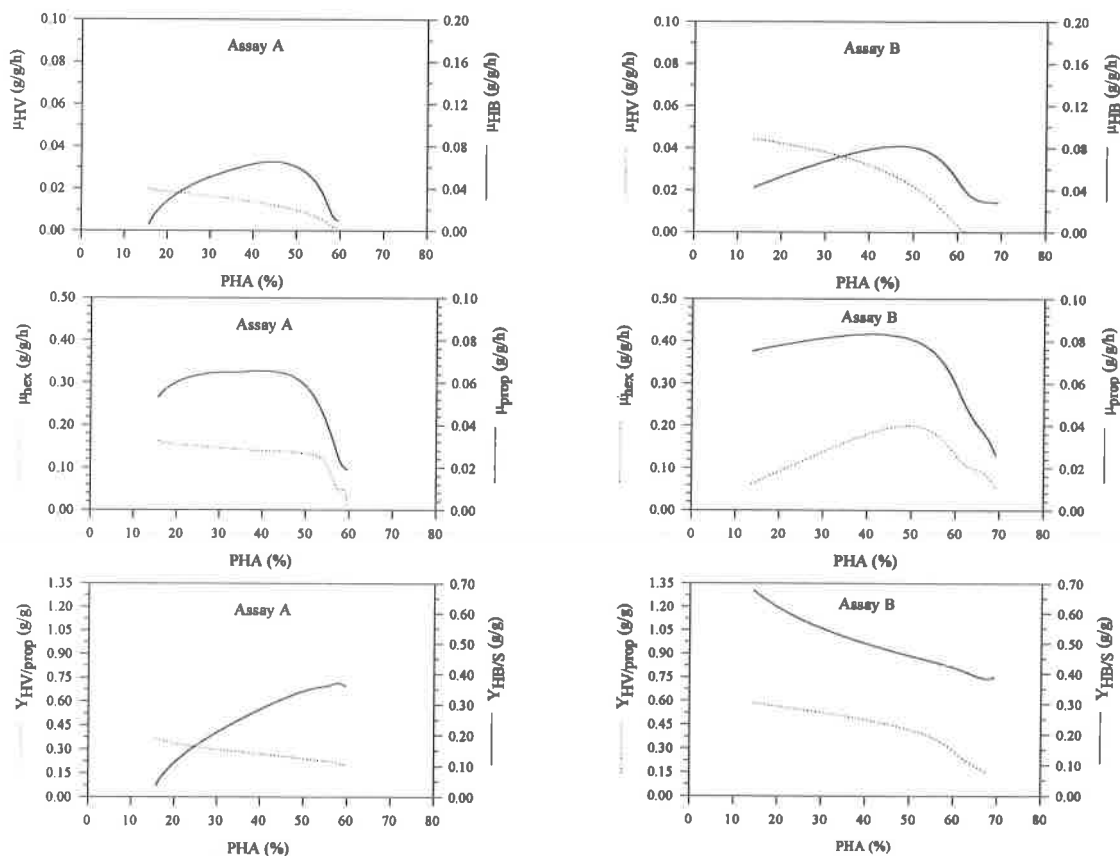 Assay A
μHV (g/g/h)
0.10
0.08
0.06
0.04
0.02
0.00
0.20
0.16
0.12
0.08
0.04
0.00
μHB (g/g/h)
0 10 20 30 40 50 60 70 80
PHA (%)
Assay B
μHV (g/g/h)
0.10
0.08
0.06
0.04
0.02
0.00
0.20
0.16
0.12
0.08
0.04
0.00
μHB (g/g/h)
0 10 20 30 40 50 60 70 80
PHA (%)
Assay A
μhex (g/g/h)
0.50
0.40
0.30
0.20
0.10
0.00
0.10
0.08
0.06
0.04
0.02
0.00
μprop (g/g/h)
0 10 20 30 40 50 60 70 80
PHA (%)
Assay B
μhex (g/g/h)
0.50
0.40
0.30
0.20
0.10
0.00
0.10
0.08
0.06
0.04
0.02
0.00
μprop (g/g/h)
0 10 20 30 40 50 60 70 80
PHA (%)
Assay A
YHV/prop (g/g)
1.35
1.20
1.05
0.90
0.75
0.60
0.45
0.30
0.15
0.00
0.70
0.60
0.50
0.40
0.30
0.20
0.10
0.00
YHB/S (g/g)
0 10 20 30 40 50 60 70 80
PHA (%)
Assay B
YHV/prop (g/g)
1.35
1.20
1.05
0.90
0.75
0.60
0.45
0.30
0.15
0.00
0.70
0.60
0.50
0.40
0.30
0.20
0.10
0.00
YHB/S (g/g)
0 10 20 30 40 50 60 70 80
PHA (%)